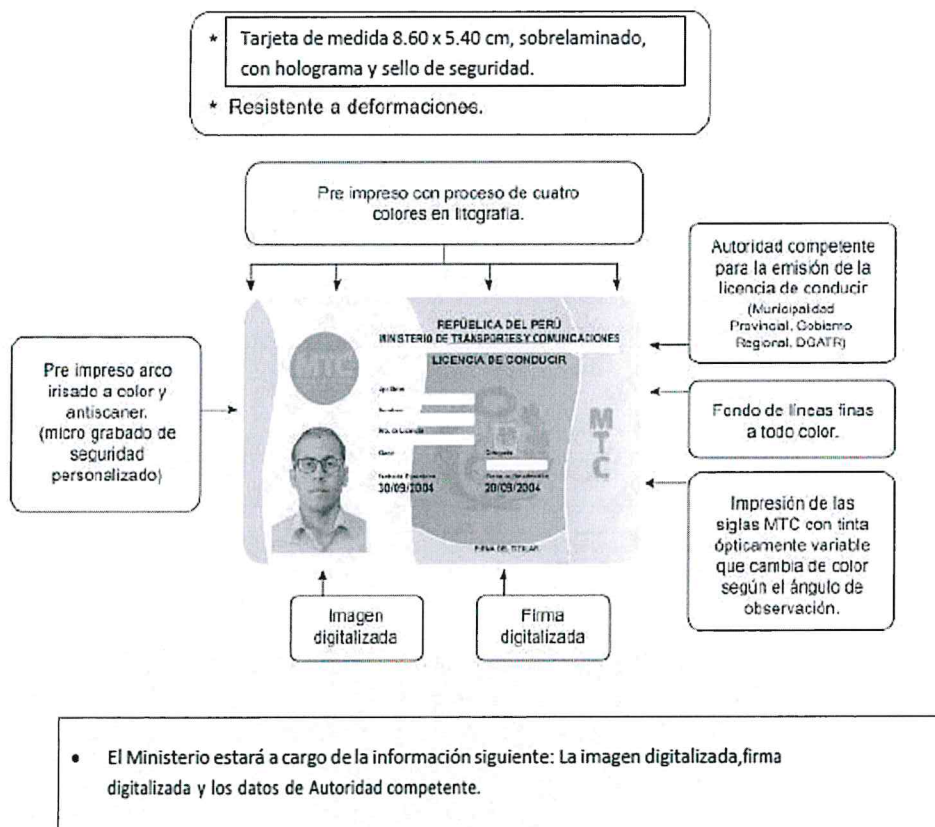 * Tarjeta de medida 8.60 x 5.40 cm, sobrelaminado,
con holograma y sello de seguridad.
* Resistente a deformaciones.
Pre impreso con proceso de cuatro
colores en litografía.
Autoridad competente
para la emisión de la
licencia de conducir
(Municipalidad
Provincial, Gobierno
Regional, DGATR)
Pre impreso arco
irisado a color y
antiscaner.
(micro grabado de
seguridad
personalizado)
MTC
REPÚBLICA DEL PERÚ
MINISTERIO DE TRANSPORTES Y COMUNICACIONES
LICENCIA DE CONDUCIR
No. de Licencia
Clase
Categoría
30/09/2004
20/09/2004
FIRMA DEL TITULAR
MTC
Fondo de líneas finas
a todo color.
Impresión de las
siglas MTC con tinta
ópticamente variable
que cambia de color
según el ángulo de
observación.
Imagen
digitalizada
Firma
digitalizada
• El Ministerio estará a cargo de la información siguiente: La imagen digitalizada,firma
digitalizada y los datos de Autoridad competente.